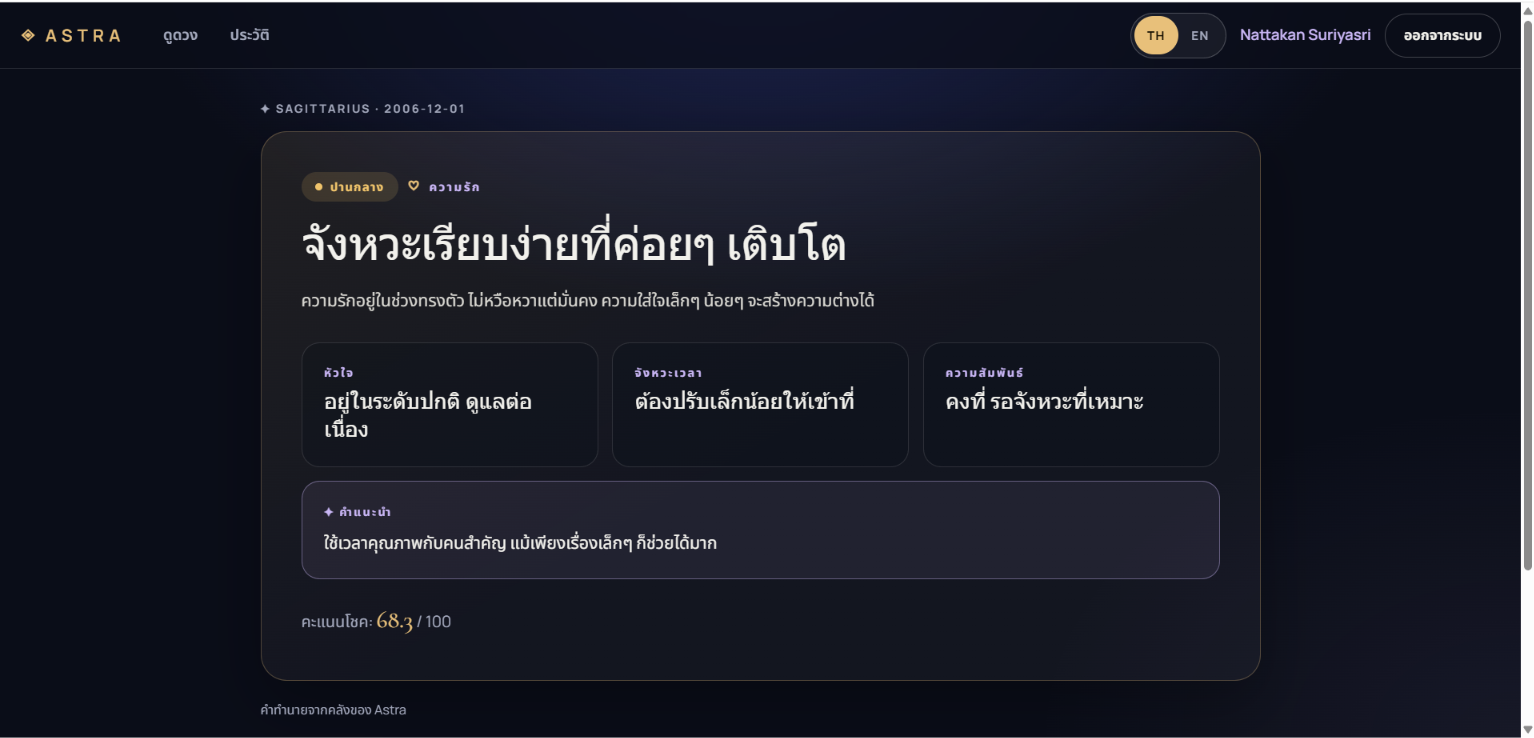 ASTRA
ดูดวง
ประวัติ
TH
EN
Nattakan Suriyasri
ออกจากระบบ
✦ SAGITTARIUS · 2006-12-01
ปานกลาง
ความรัก
จังหวะเรียบง่ายที่ค่อยๆ เติบโต
ความรักอยู่ในช่วงทรงตัว ไม่หวือหวาแต่มั่นคง ความใส่ใจเล็กๆ น้อยๆ จะสร้างความต่างได้
หัวใจ
อยู่ในระดับปกติ ดูแลต่อ
เนื่อง
จังหวะเวลา
ต้องปรับเล็กน้อยให้เข้าที่
ความสัมพันธ์
คงที่ รอจังหวะที่เหมาะ
✦ คำแนะนำ
ใช้เวลาคุณภาพกับคนสำคัญ แม้เพียงเรื่องเล็กๆ ก็ช่วยได้มาก
คะแนนโชค: 68.3 / 100
คำทำนายจากคลังของ Astra